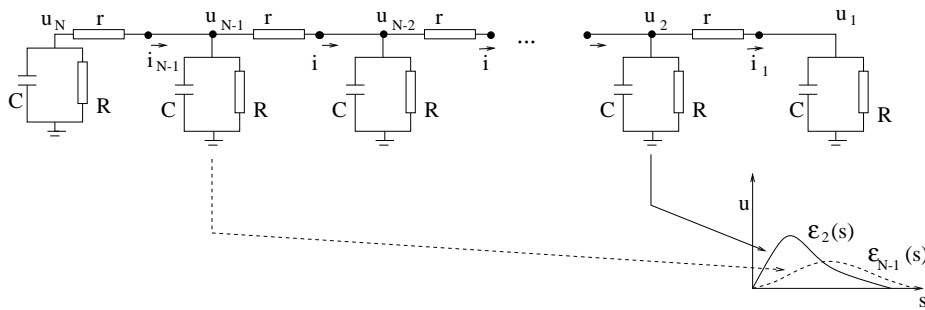 u_N r u_{N-1} r u_{N-2} r ... u_2 r u_1
i_{N-1} i i i_1
C R C R C R C R C R
u
ε_2(s)
ε_{N-1}(s)
s